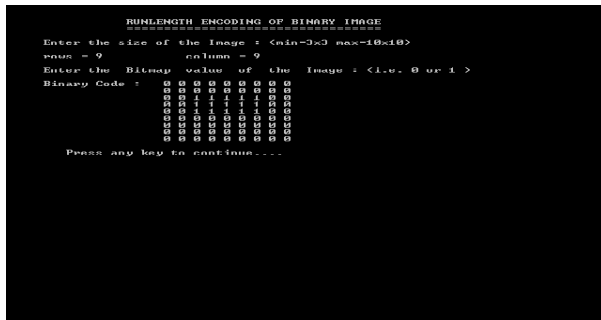 RUNLENGTH ENCODING OF BINARY IMAGE
===================================
Enter the size of the Image : <min=3x3 max=10x10>
rows = 9 column = 9
Enter the Bitmap value of the Image : <i.e. 0 or 1 >
Binary Code : 0 0 0 0 0 0 0 0 0
0 0 0 0 0 0 0 0 0
0 0 1 1 1 1 1 0 0
0 0 1 1 1 1 1 0 0
0 0 1 1 1 1 1 0 0
0 0 0 0 0 0 0 0 0
0 0 0 0 0 0 0 0 0
0 0 0 0 0 0 0 0 0
0 0 0 0 0 0 0 0 0
Press any key to continue....